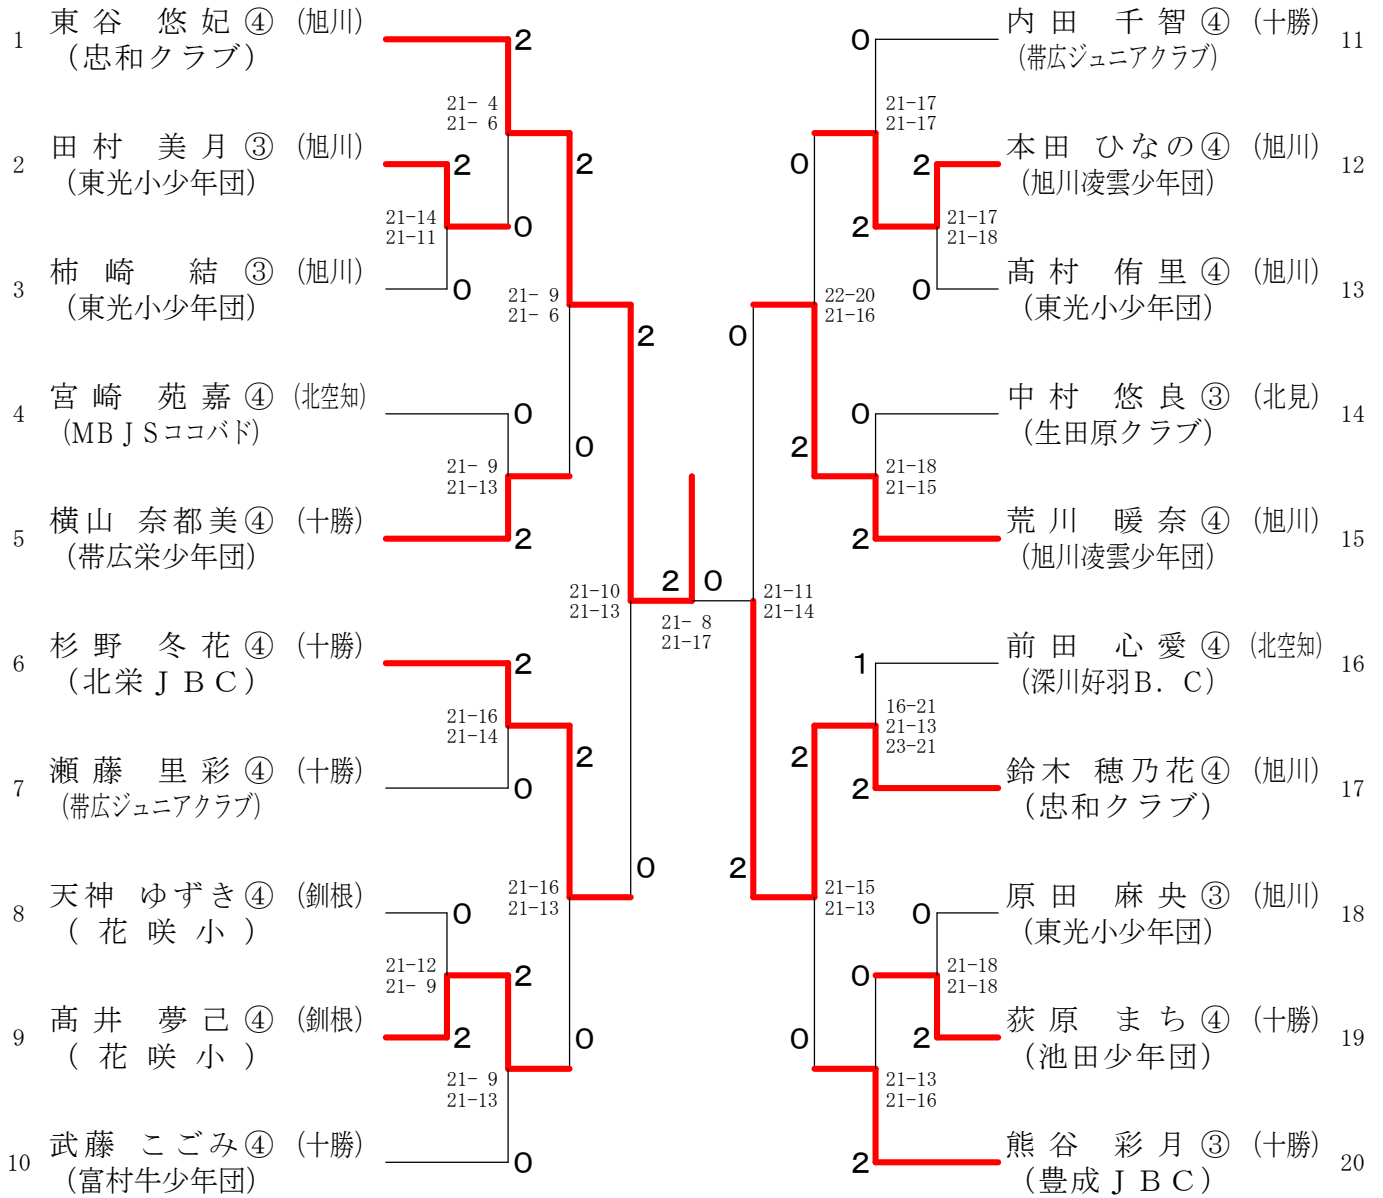 1 東谷 悠妃④ (旭川)
(忠和クラブ)
2 田村 美月③ (旭川)
(東光小少年団)
3 柿崎 結③ (旭川)
(東光小少年団)
4 宮崎 苑嘉④ (北空知)
(MBJSココバド)
5 横山 奈都美④ (十勝)
(帯広栄少年団)
6 杉野 冬花④ (十勝)
(北栄JBC)
7 瀬藤 里彩④ (十勝)
(帯広ジュニアクラブ)
8 天神 ゆずき④ (釧根)
(花咲小)
9 髙井 夢己④ (釧根)
(花咲小)
10 武藤 こごみ④ (十勝)
(富村牛少年団)
2
21- 4
21- 6
2
21-14
21-11
0
0
2
21- 9
21- 6
0
21- 9
21-13
2
0
2
21-10
21-13
2
21-16
21-14
0
2
21-16
21-13
0
0
21-12
21- 9
2
2
21- 9
21-13
0
0
2 0
21- 8
21-17
0
21-17
21-17
2
21-17
21-18
0
2
0
22-20
21-16
0
21-18
21-15
2
2
0
21-11
21-14
1
16-21
21-13
23-21
2
2
21-15
21-13
2
0
21-18
21-18
2
0
21-13
21-16
0
2
内田 千智④ (十勝) 11
(帯広ジュニアクラブ)
本田 ひなの④ (旭川) 12
(旭川凌雲少年団)
髙村 侑里④ (旭川) 13
(東光小少年団)
中村 悠良③ (北見) 14
(生田原クラブ)
荒川 暖奈④ (旭川) 15
(旭川凌雲少年団)
前田 心愛④ (北空知) 16
(深川好羽B．C)
鈴木 穂乃花④ (旭川) 17
(忠和クラブ)
原田 麻央③ (旭川) 18
(東光小少年団)
荻原 まち④ (十勝) 19
(池田少年団)
熊谷 彩月③ (十勝) 20
(豊成JBC)